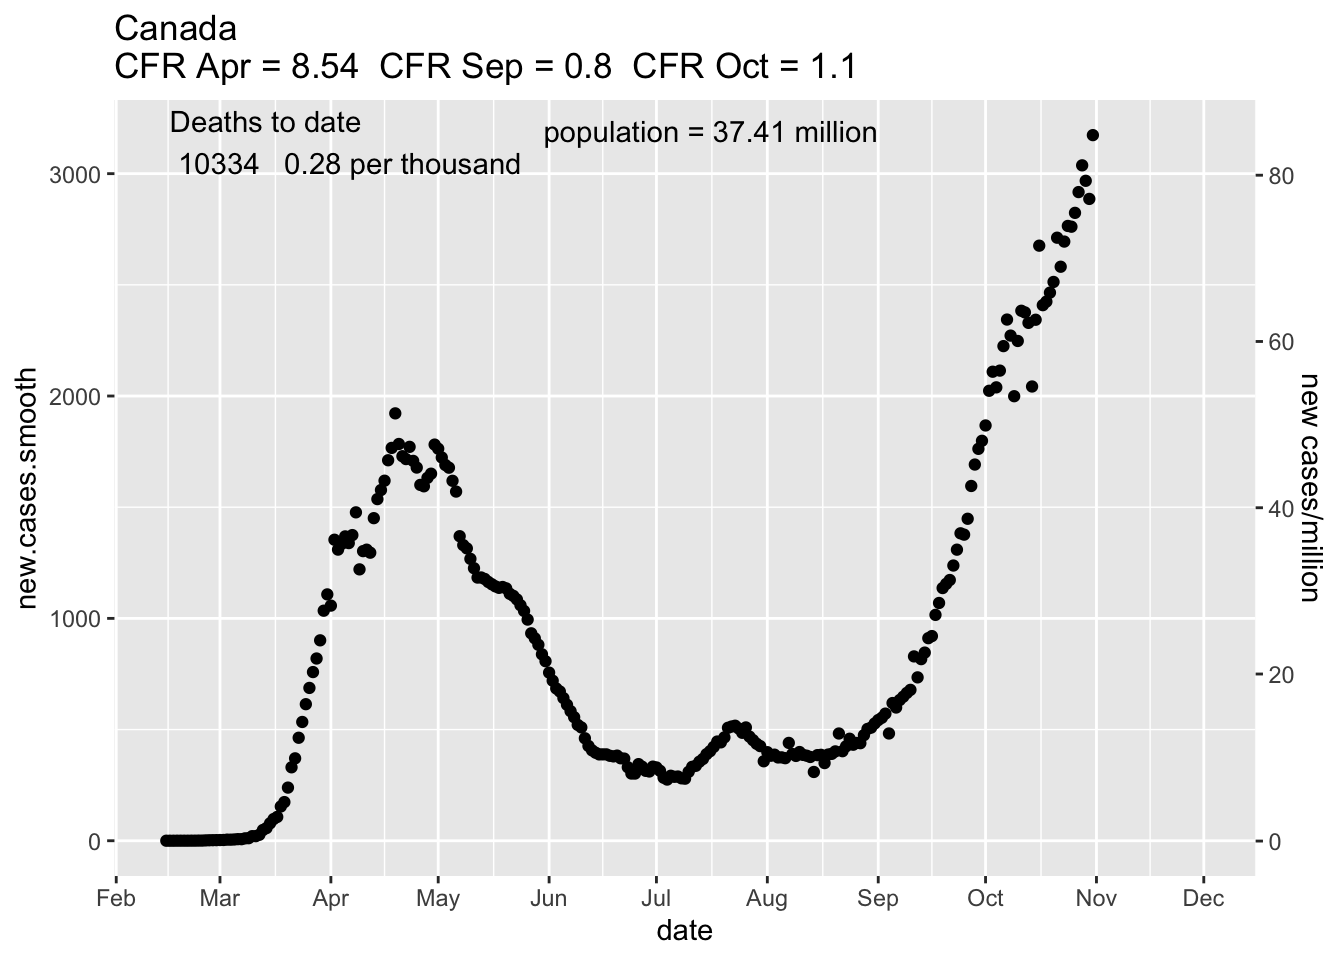 Canada
CFR Apr = 8.54  CFR Sep = 0.8  CFR Oct = 1.1
Deaths to date
population = 37.41 million
10334   0.28 per thousand
3000
2000
1000
0
new.cases.smooth
80
60
40
20
0
new cases/million
Feb Mar Apr May Jun Jul Aug Sep Oct Nov Dec
date